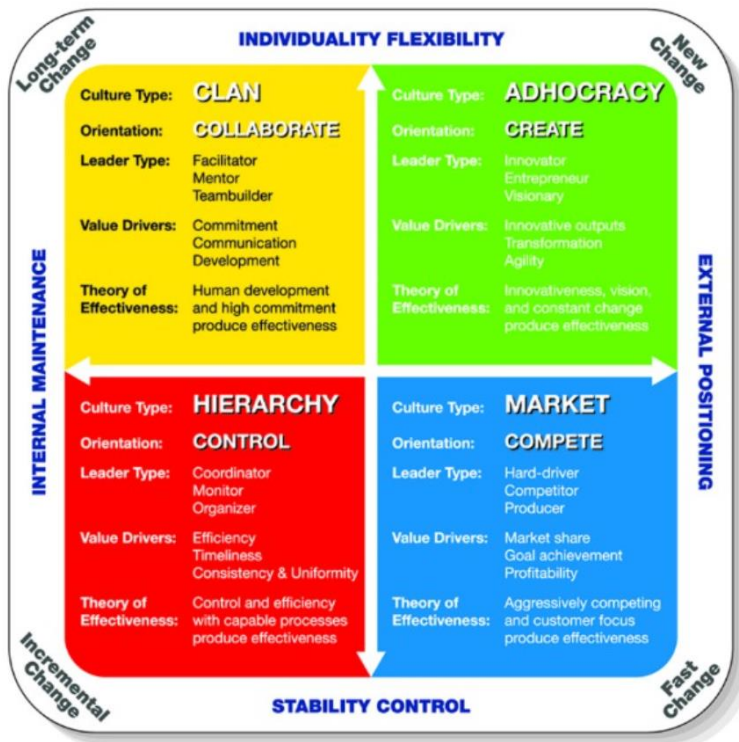 INDIVIDUALITY FLEXIBILITY
Long-term
Change
New
Change
Culture Type: CLAN
Orientation: COLLABORATE
Leader Type: Facilitator
Mentor
Teambuilder
Value Drivers: Commitment
Communication
Development
Theory of Human development
Effectiveness: and high commitment
produce effectiveness
Culture Type: ADHOCRACY
Orientation: CREATE
Leader Type: Innovator
Entrepreneur
Visionary
Value Drivers: Innovative outputs
Transformation
Agility
Theory of Innovativeness, vision,
Effectiveness: and constant change
produce effectiveness
INTERNAL MAINTENANCE
EXTERNAL POSITIONING
Culture Type: HIERARCHY
Orientation: CONTROL
Leader Type: Coordinator
Monitor
Organizer
Value Drivers: Efficiency
Timeliness
Consistency & Uniformity
Theory of Control and efficiency
Effectiveness: with capable processes
produce effectiveness
Culture Type: MARKET
Orientation: COMPETE
Leader Type: Hard-driver
Competitor
Producer
Value Drivers: Market share
Goal achievement
Profitability
Theory of Aggressively competing
Effectiveness: and customer focus
produce effectiveness
Incremental
Change
Fast
Change
STABILITY CONTROL